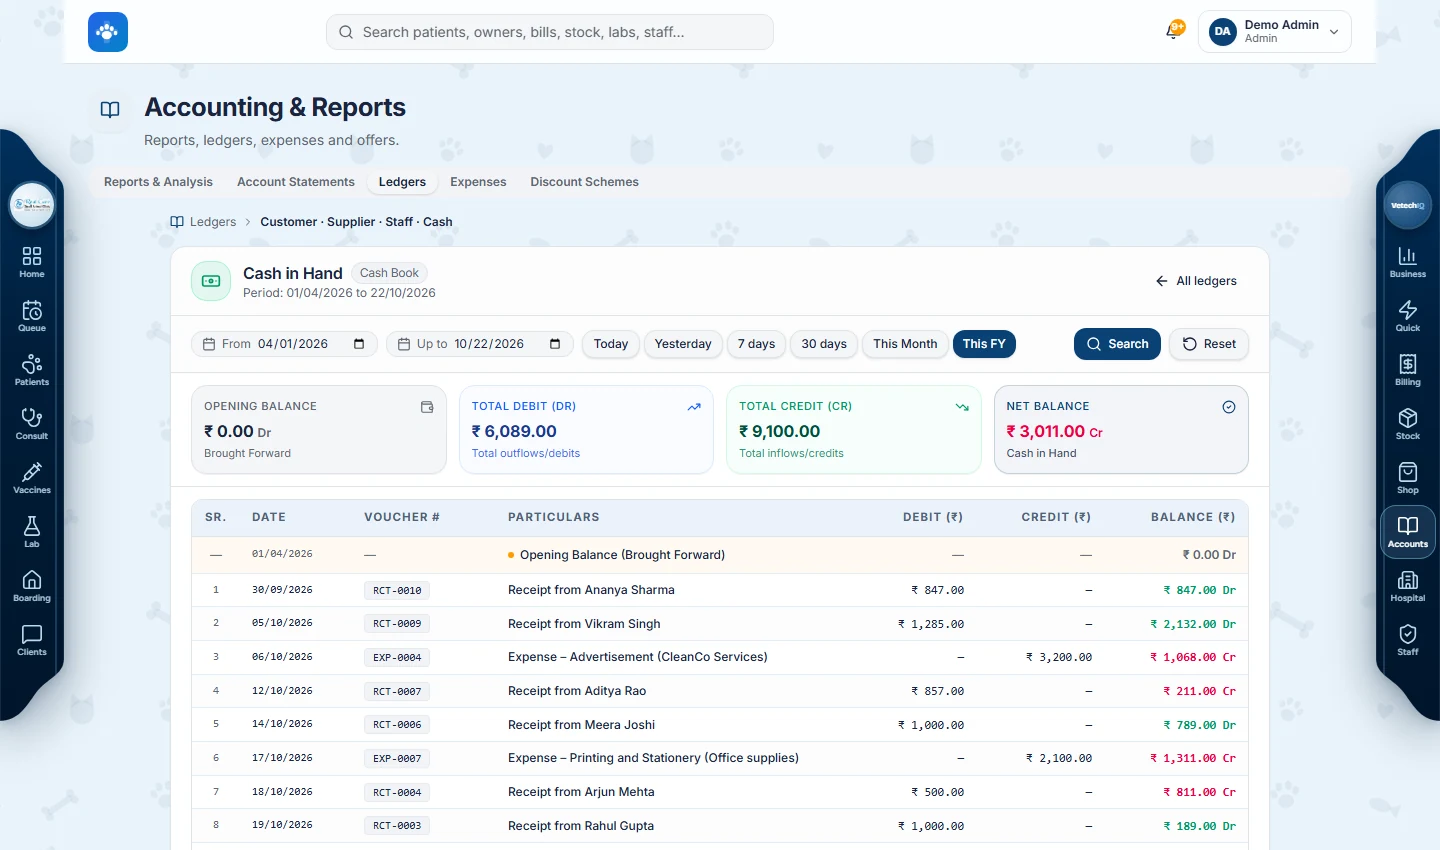 Search patients, owners, bills, stock, labs, staff...
9+
DA
Demo Admin
Admin
Accounting & Reports
Reports, ledgers, expenses and offers.
Reports & Analysis Account Statements Ledgers Expenses Discount Schemes
Ledgers > Customer · Supplier · Staff · Cash
Cash in Hand Cash Book
Period: 01/04/2026 to 22/10/2026
All ledgers
From 04/01/2026 Up to 10/22/2026 Today Yesterday 7 days 30 days This Month This FY Search Reset
OPENING BALANCE
₹ 0.00 Dr
Brought Forward
TOTAL DEBIT (DR)
₹ 6,089.00
Total outflows/debits
TOTAL CREDIT (CR)
₹ 9,100.00
Total inflows/credits
NET BALANCE
₹ 3,011.00 Cr
Cash in Hand
SR. DATE VOUCHER # PARTICULARS DEBIT (₹) CREDIT (₹) BALANCE (₹)
— 01/04/2026 — Opening Balance (Brought Forward) — — ₹ 0.00 Dr
1 30/09/2026 RCT-0010 Receipt from Ananya Sharma ₹ 847.00 – ₹ 847.00 Dr
2 05/10/2026 RCT-0009 Receipt from Vikram Singh ₹ 1,285.00 – ₹ 2,132.00 Dr
3 06/10/2026 EXP-0004 Expense – Advertisement (CleanCo Services) – ₹ 3,200.00 ₹ 1,068.00 Cr
4 12/10/2026 RCT-0007 Receipt from Aditya Rao ₹ 857.00 – ₹ 211.00 Cr
5 14/10/2026 RCT-0006 Receipt from Meera Joshi ₹ 1,000.00 – ₹ 789.00 Dr
6 17/10/2026 EXP-0007 Expense – Printing and Stationery (Office supplies) – ₹ 2,100.00 ₹ 1,311.00 Cr
7 18/10/2026 RCT-0004 Receipt from Arjun Mehta ₹ 500.00 – ₹ 811.00 Cr
8 19/10/2026 RCT-0003 Receipt from Rahul Gupta ₹ 1,000.00 – ₹ 189.00 Dr
Home
Queue
Patients
Consult
Vaccines
Lab
Boarding
Clients
VetechIQ
Business
Quick
Billing
Stock
Shop
Accounts
Hospital
Staff